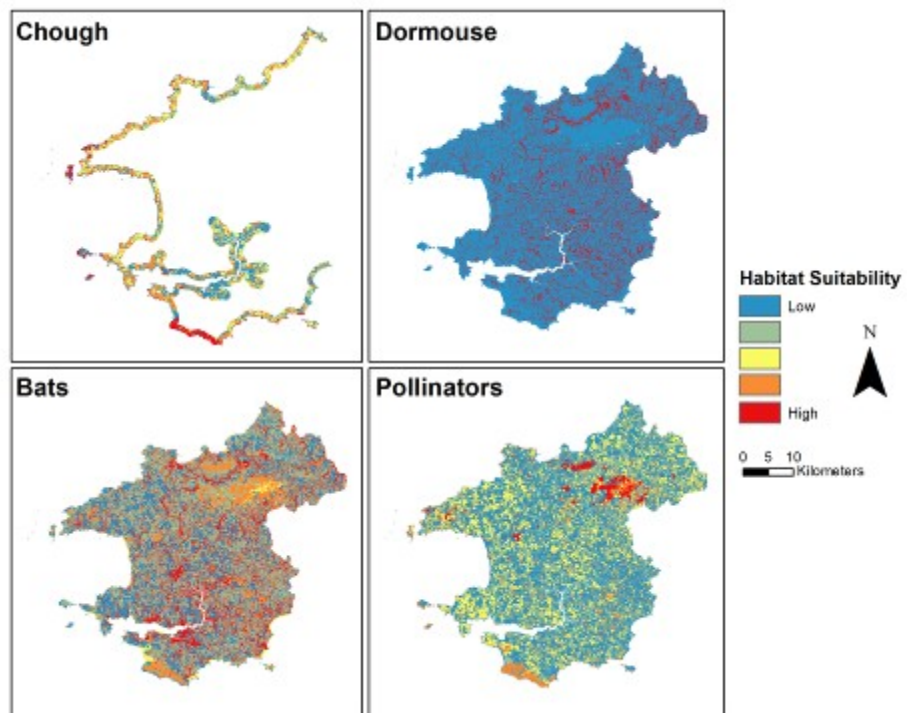 Chough
Dormouse
Bats
Pollinators
Habitat Suitability
Low
High
N
0 5 10
Kilometers